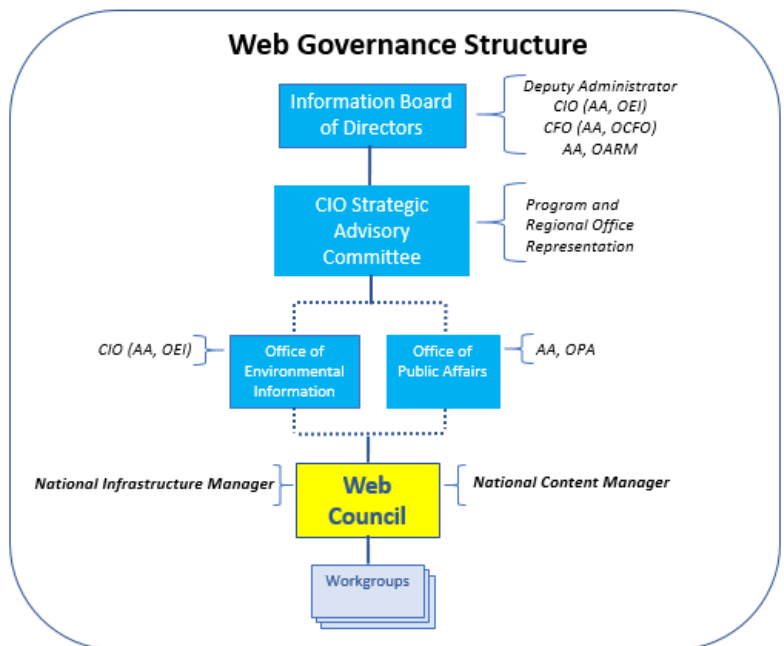 Web Governance Structure
Information Board
of Directors
Deputy Administrator
CIO (AA, OEI)
CFO (AA, OCFO)
AA, OARM
CIO Strategic
Advisory
Committee
Program and
Regional Office
Representation
CIO (AA, OEI)
Office of
Environmental
Information
Office of
Public Affairs
AA, OPA
National Infrastructure Manager
Web
Council
National Content Manager
Workgroups